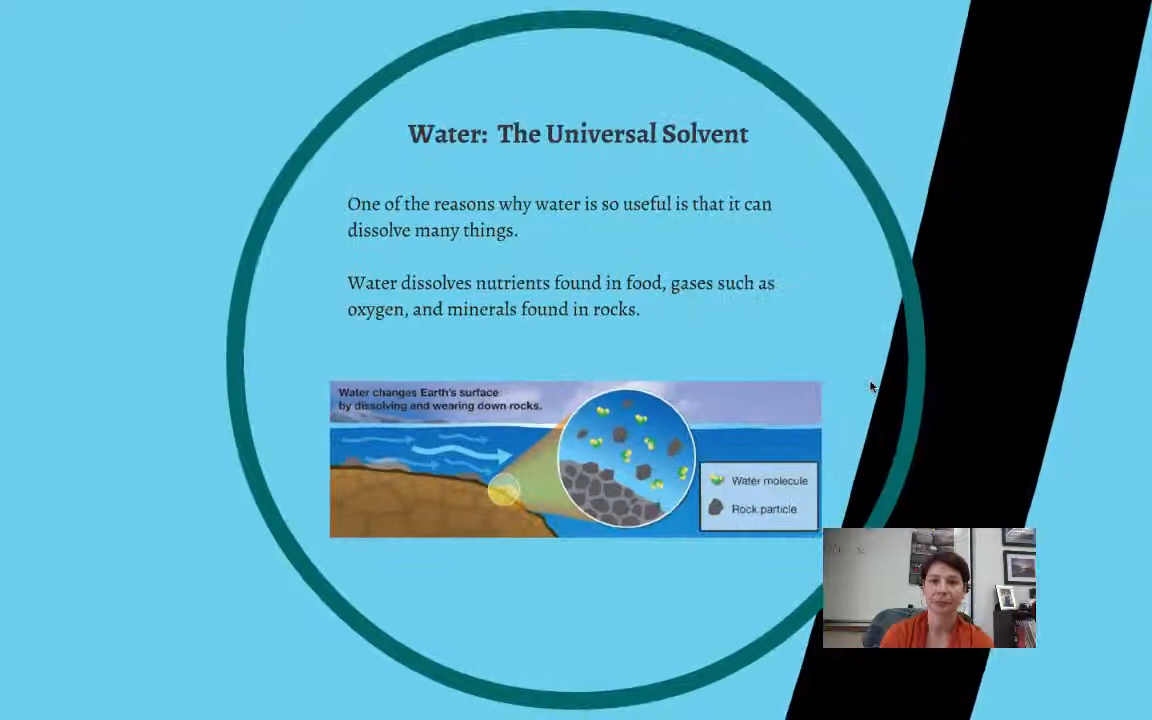 Water:  The Universal Solvent
One of the reasons why water is so useful is that it can
dissolve many things.
Water dissolves nutrients found in food, gases such as
oxygen, and minerals found in rocks.
Water changes Earth's surface
by dissolving and wearing down rocks.
Water molecule
Rock particle